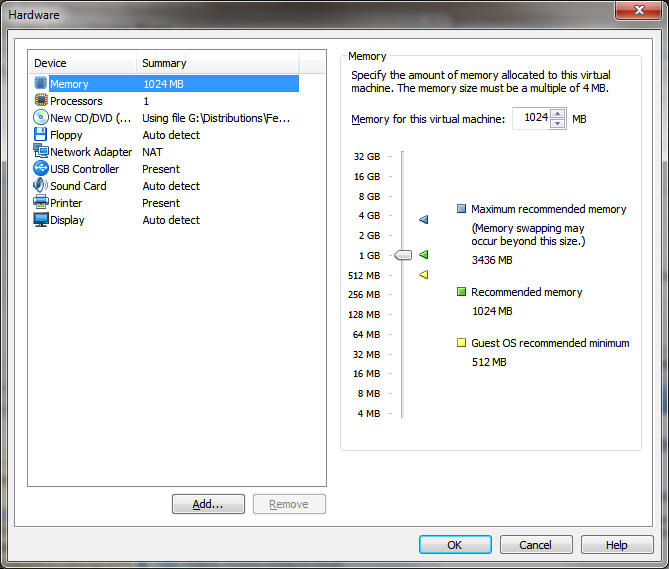 Hardware
Device Summary
Memory 1024 MB
Processors 1
New CD/DVD (... Using file G:\Distributions\Fe...
Floppy Auto detect
Network Adapter NAT
USB Controller Present
Sound Card Auto detect
Printer Present
Display Auto detect
Add...
Remove
Memory
Specify the amount of memory allocated to this virtual
machine. The memory size must be a multiple of 4 MB.
Memory for this virtual machine: 1024 MB
32 GB
16 GB
8 GB
4 GB
2 GB
1 GB
512 MB
256 MB
128 MB
64 MB
32 MB
16 MB
8 MB
4 MB
Maximum recommended memory
(Memory swapping may
occur beyond this size.)
3436 MB
Recommended memory
1024 MB
Guest OS recommended minimum
512 MB
OK
Cancel
Help